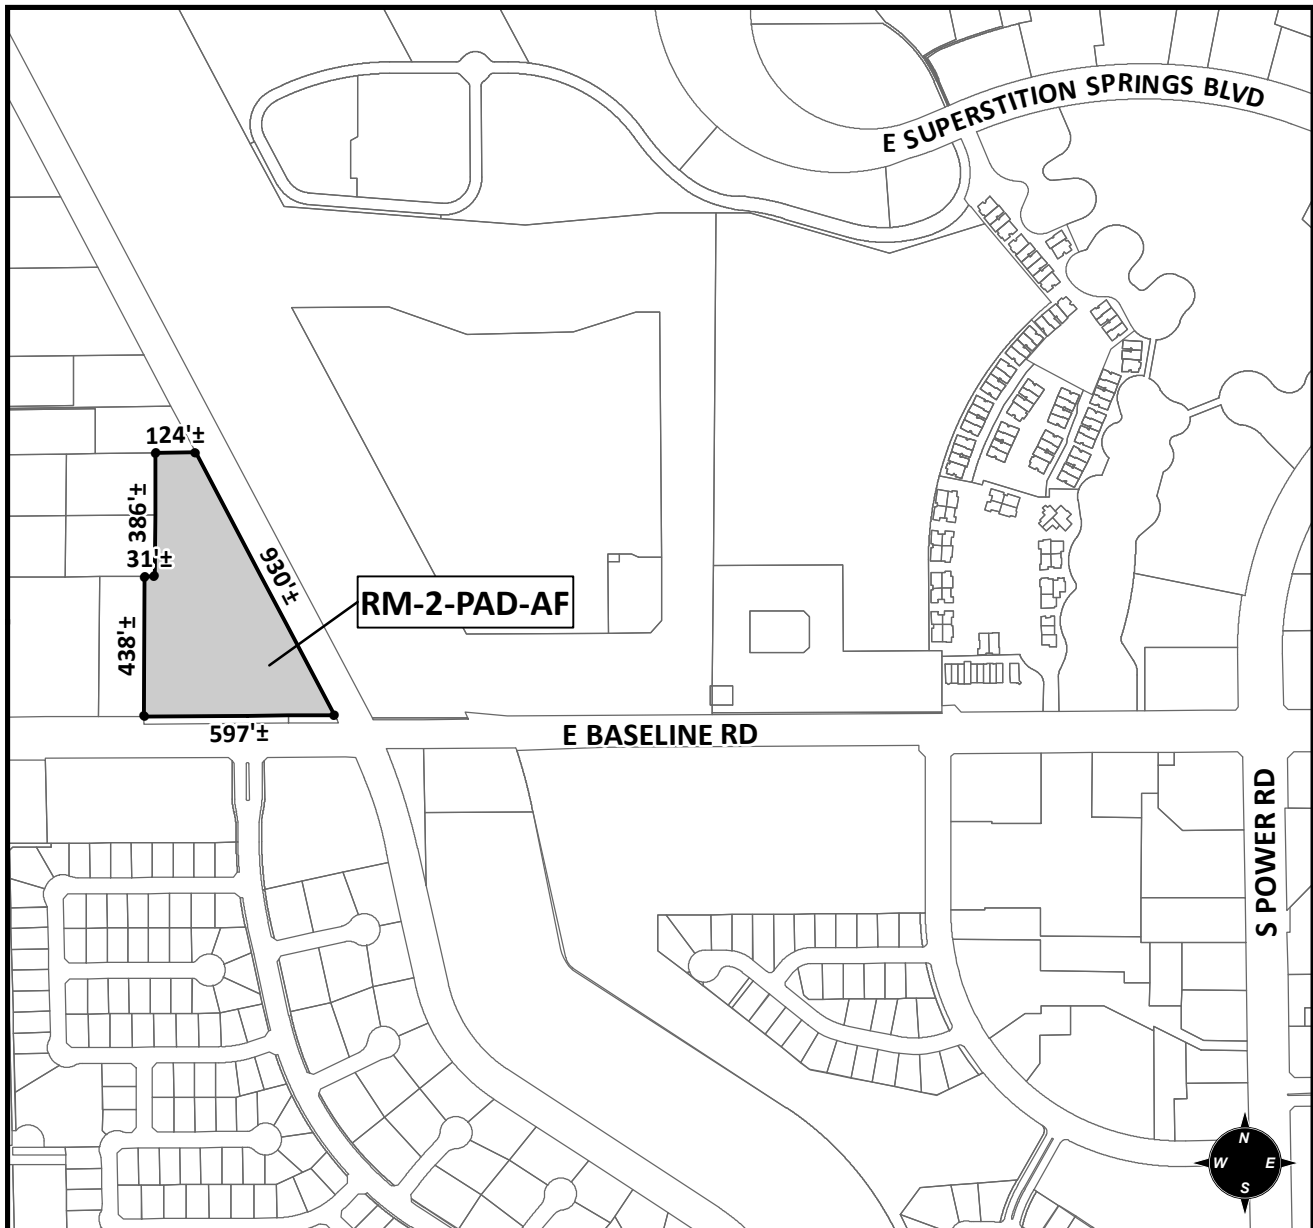 E SUPERSTITION SPRINGS BLVD
124'±
386'±
31'±
930'±
RM-2-PAD-AF
438'±
597'±
E BASELINE RD
S POWER RD
N
W E
S